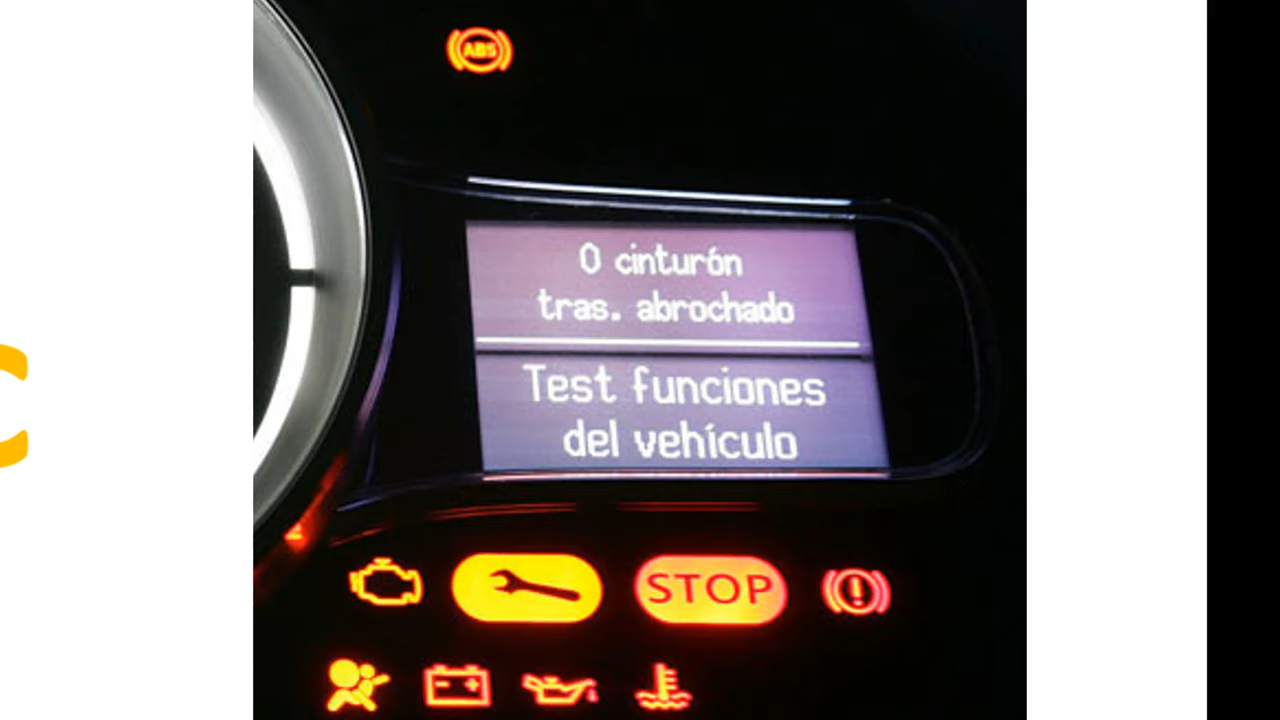 ABS
0 cinturón
tras. abrochado
Test funciones
del vehículo
STOP